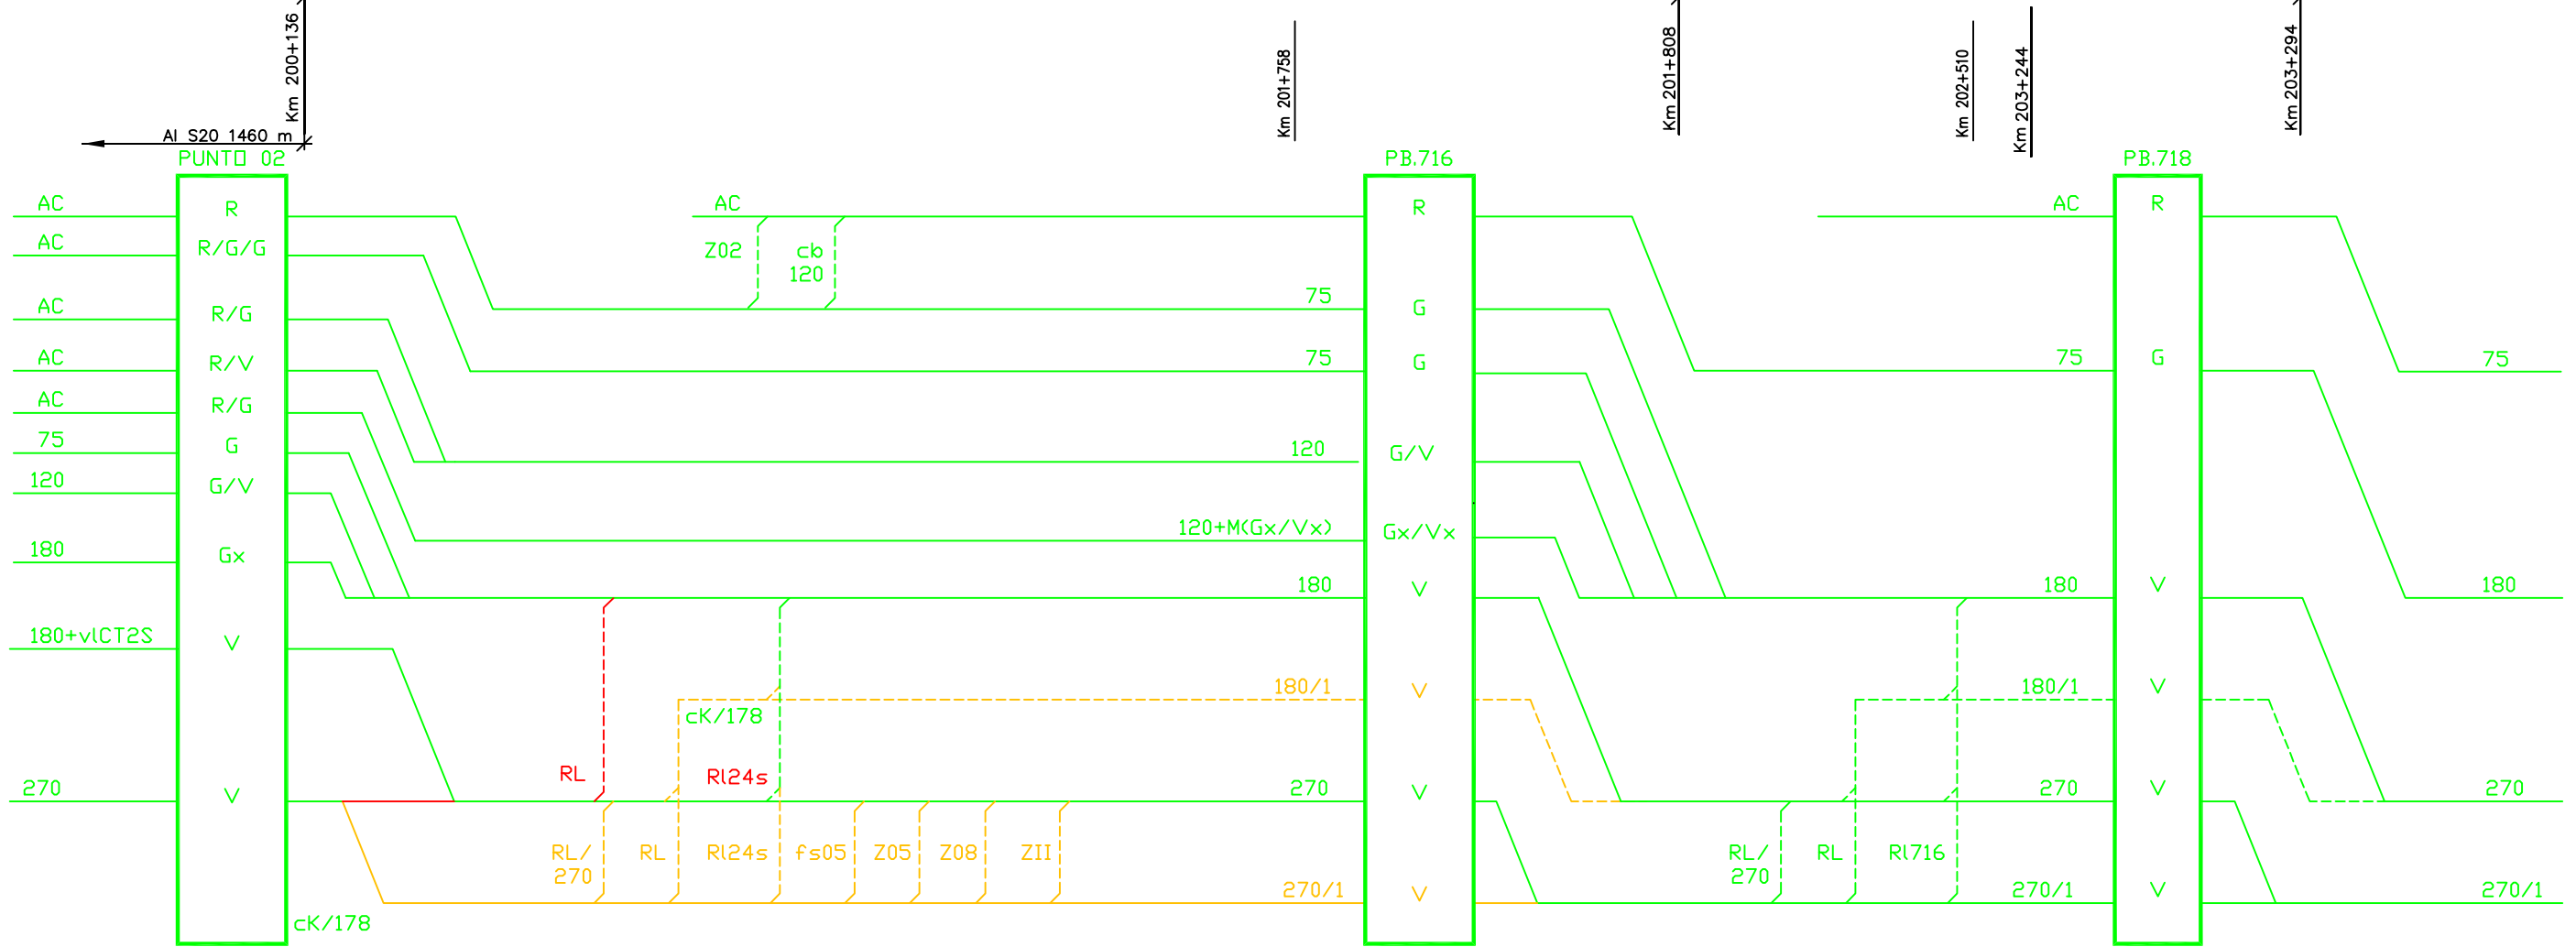 Km 200+136
Km 201+758
Km 201+808
Km 202+510
Km 203+244
Km 203+294
Al S20 1460 m
PUNTO 02
PB.716
PB.718
AC
R
AC
R
AC
R
AC
R/G/G
Z02
cb
120
75
G
AC
R/G
AC
R/V
75
G
75
G
75
AC
R/G
75
G
120
G/V
120
G/V
120+M(Gx/Vx)
Gx/Vx
180
Gx
180
V
180
V
180
180+vlCT2S
V
180/1
V
180/1
V
cK/178
RL
Rl24s
270
V
270
V
270
V
270
RL/
270
RL
Rl24s
fs05
Z05
Z08
ZII
RL/
270
RL
Rl716
270/1
V
270/1
V
270/1
cK/178